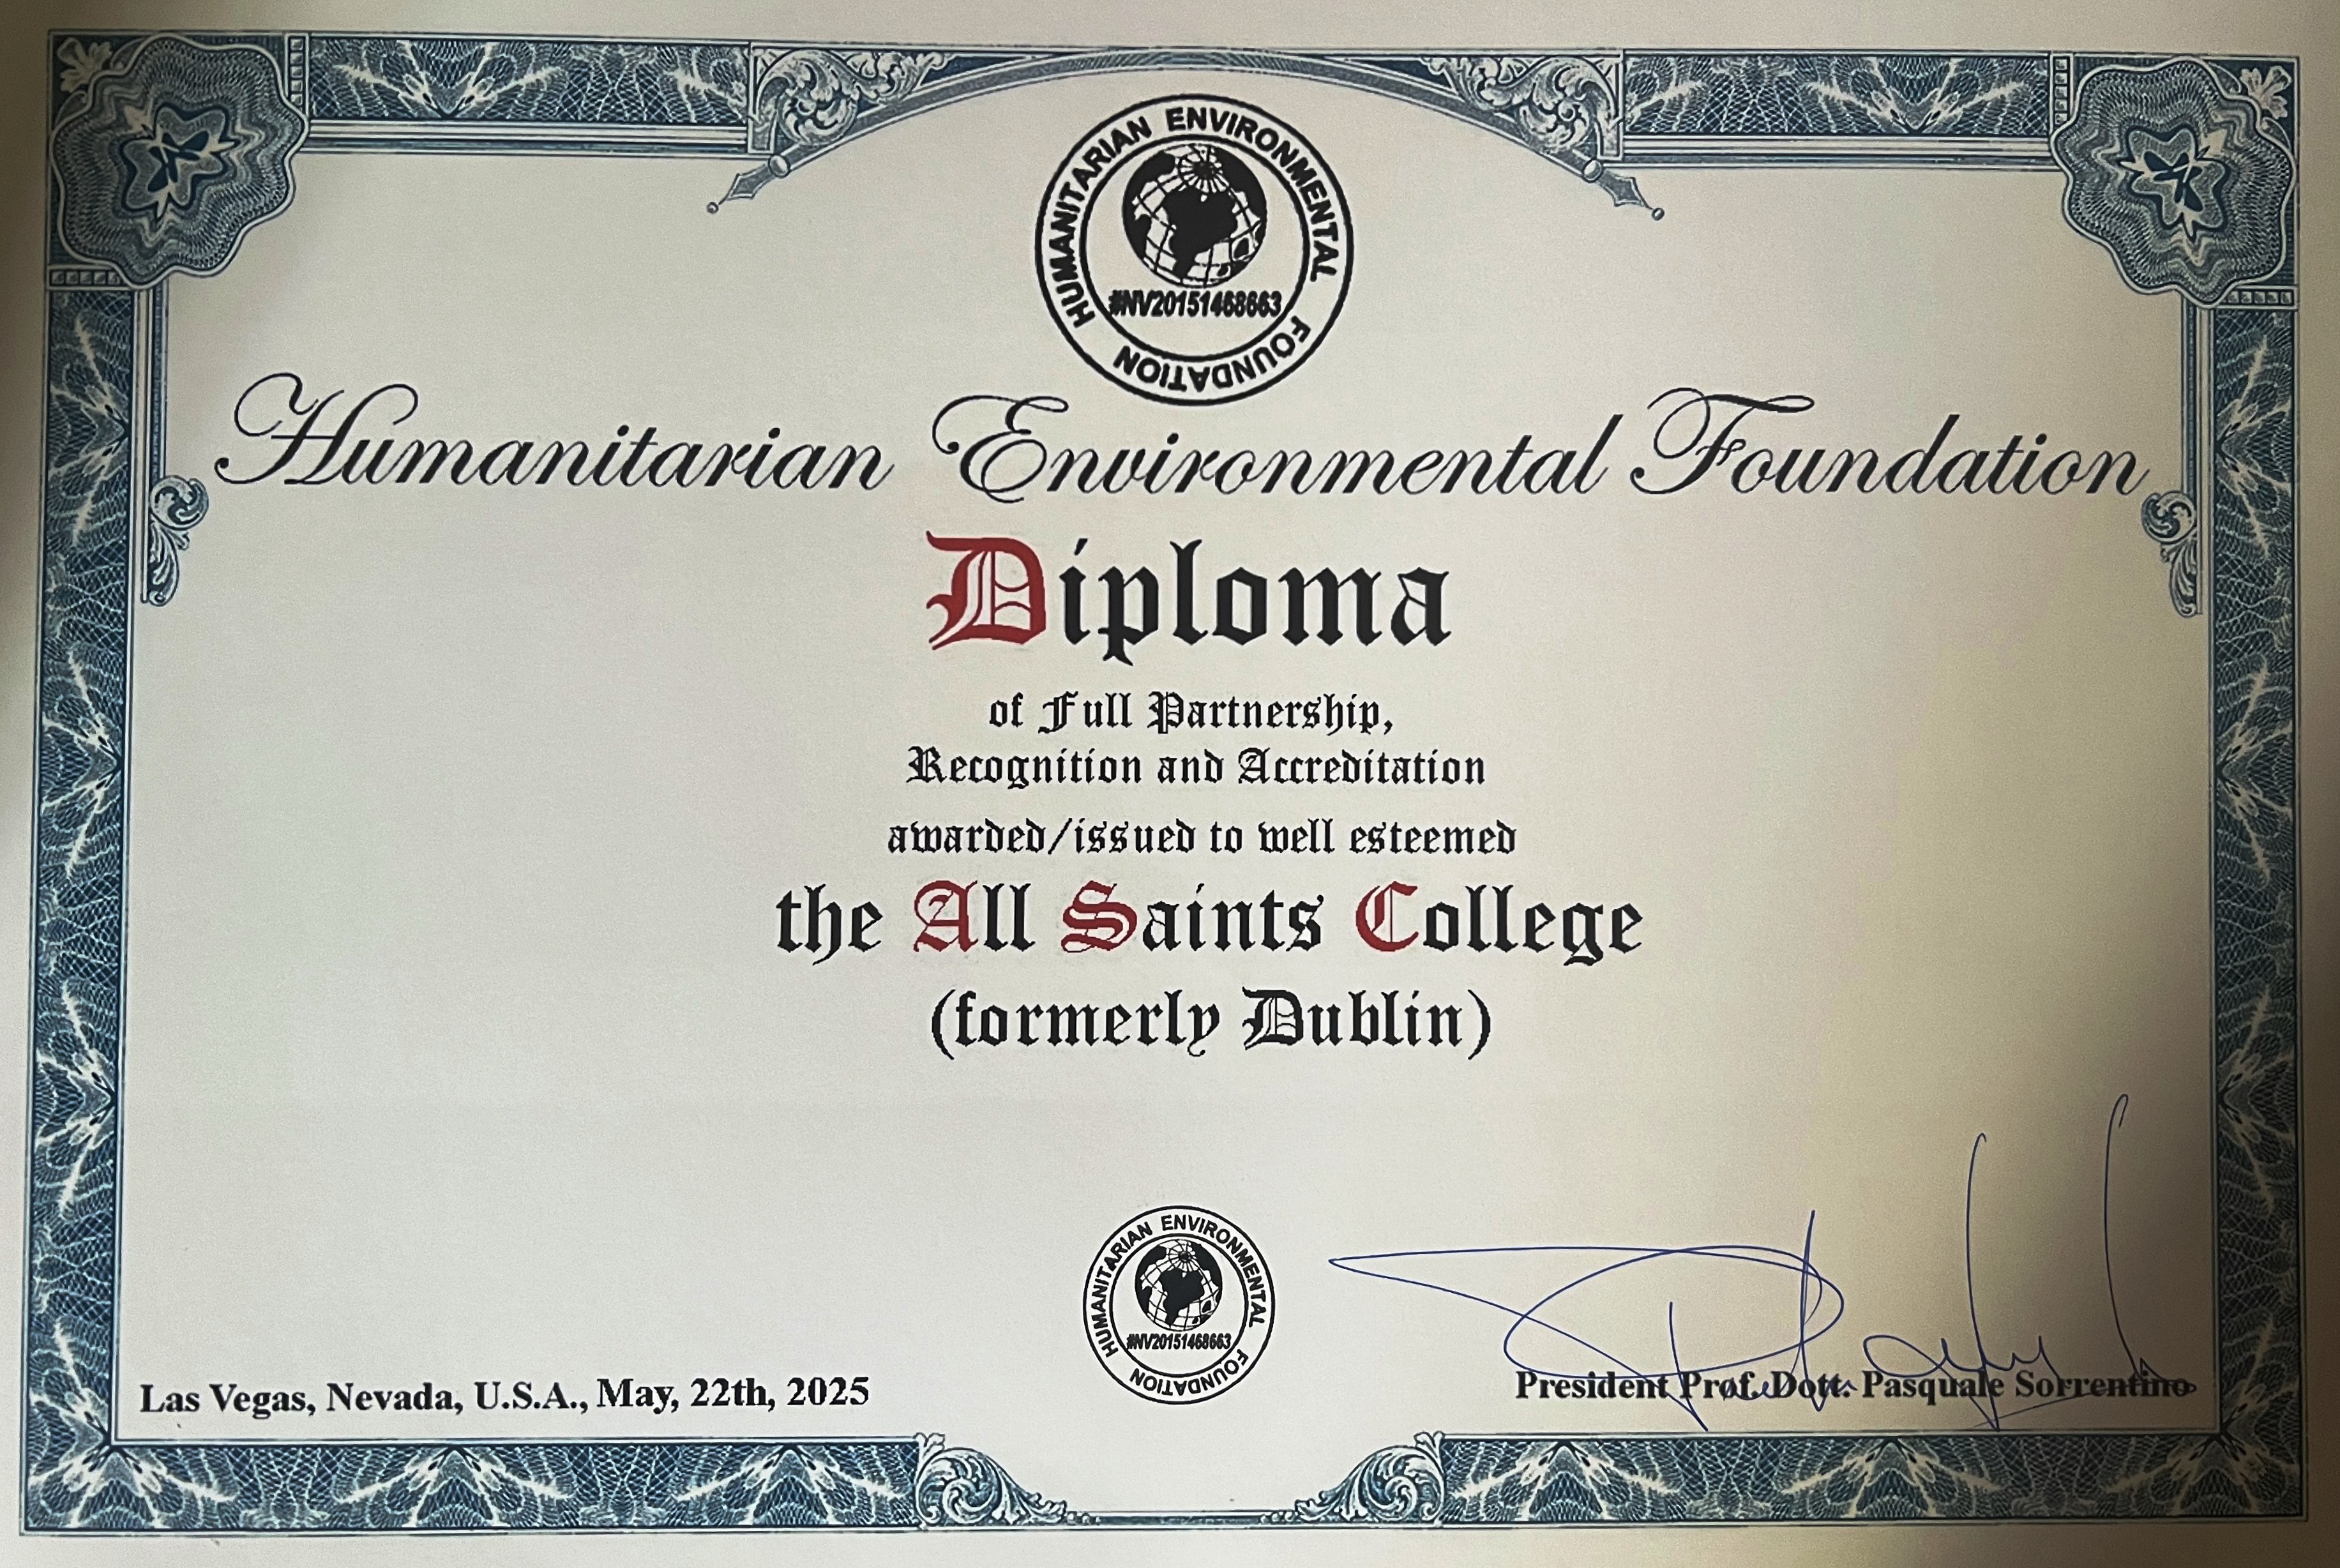 HUMANITARIAN ENVIRONMENTAL FOUNDATION
#NV20151468663
Humanitarian Environmental Foundation
Diploma
of Full Partnership,
Recognition and Accreditation
awarded/issued to well esteemed
the All Saints College
(formerly Dublin)
HUMANITARIAN ENVIRONMENTAL FOUNDATION
#NV20151468663
Las Vegas, Nevada, U.S.A., May, 22th, 2025
President Prof. Dott. Pasquale Sorrentino